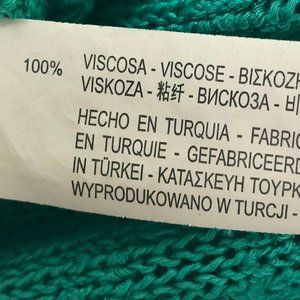 100% VISCOSA - VISCOSE - ΒΙΣΚΟΖΗ
VISKOZA - 粘纤 - ВИСКОЗА -
HECHO EN TURQUIA - FABRIC
EN TURQUIE - GEFABRICEERD
IN TÜRKEI - ΚΑΤΑΣΚΕΥΗ ΤΟΥΡΚ
WYPRODUKOWANO W TURCJI -